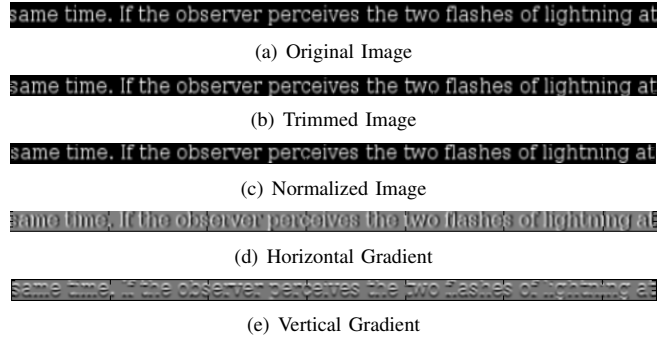 same time. If the observer perceives the two flashes of lightning at
(a) Original Image
same time. If the observer perceives the two flashes of lightning at
(b) Trimmed Image
same time. If the observer perceives the two flashes of lightning at
(c) Normalized Image
same time. If the observer perceives the two flashes of lightning at
(d) Horizontal Gradient
same time. If the observer perceives the two flashes of lightning at
(e) Vertical Gradient